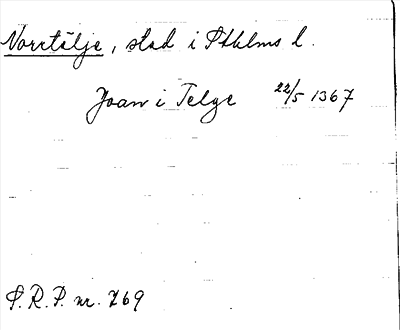 Norrtälje, stad i Sthlms l.
Joan i Telge 22/5 1367
S.R.P. nr. 769